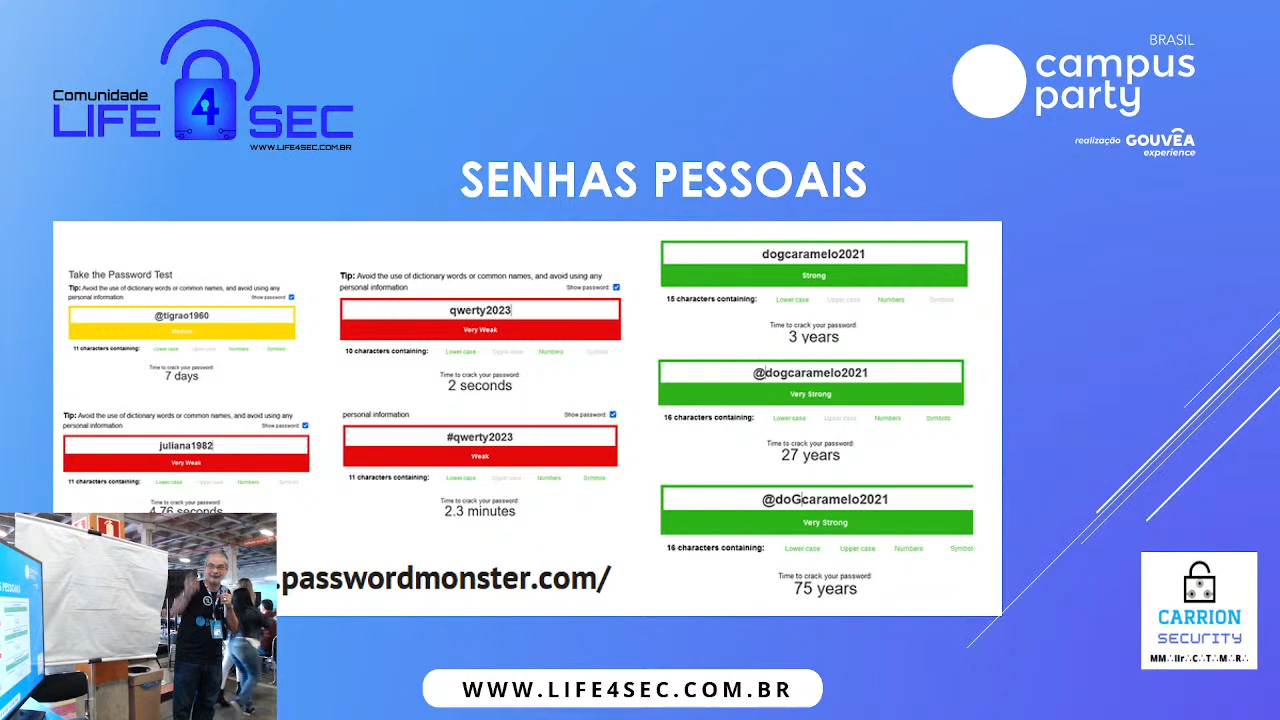 Comunidade
LIFE 4 SEC
WWW.LIFE4SEC.COM.BR
BRASIL
campus
party
realização GOUVÊA
experience
SENHAS PESSOAIS
Take the Password Test
Tip: Avoid the use of dictionary words or common names, and avoid using any
personal information.
Show password:
@tigrao1960
Medium
11 characters containing: Lower case Upper case Numbers Symbols
Time to crack your password:
7 days
Tip: Avoid the use of dictionary words or common names, and avoid using any
personal information.
Show password:
juliana1982
Very Weak
11 characters containing: Lower case Upper case Numbers Symbols
Time to crack your password:
4.76 seconds
Tip: Avoid the use of dictionary words or common names, and avoid using any
personal information
Show password:
qwerty2023
Very Weak
10 characters containing: Lower case Upper case Numbers Symbols
Time to crack your password:
2 seconds
personal information
Show password:
#qwerty2023
Weak
11 characters containing: Lower case Upper case Numbers Symbols
Time to crack your password:
2.3 minutes
dogcaramelo2021
Strong
15 characters containing: Lower case Upper case Numbers Symbols
Time to crack your password:
3 years
@dogcaramelo2021
Very Strong
16 characters containing: Lower case Upper case Numbers Symbols
Time to crack your password:
27 years
@doGcaramelo2021
Very Strong
16 characters containing: Lower case Upper case Numbers Symbol
Time to crack your password:
75 years
.passwordmonster.com/
CARRION
SECURITY
MM∴IIr∴C∴T∴M∴R∴
WWW.LIFE4SEC.COM.BR